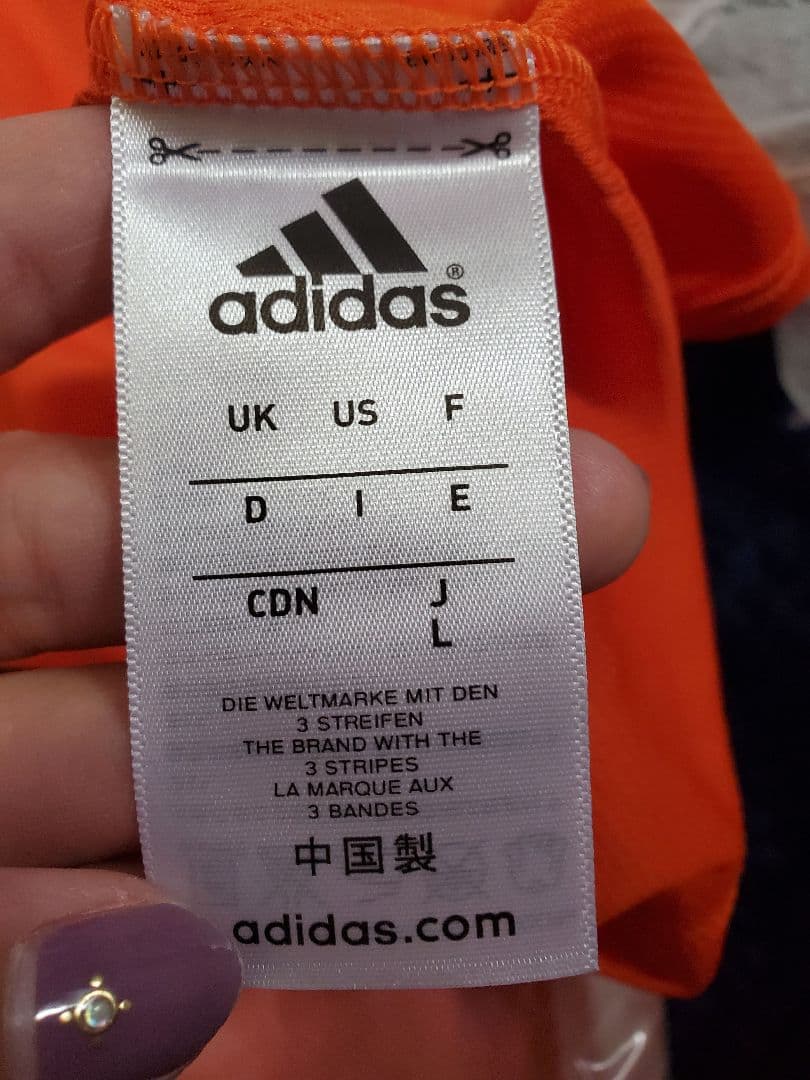 adidas®
UK US F
D I E
CDN J
L
DIE WELTMARKE MIT DEN
3 STREIFEN
THE BRAND WITH THE
3 STRIPES
LA MARQUE AUX
3 BANDES
中国製
adidas.com